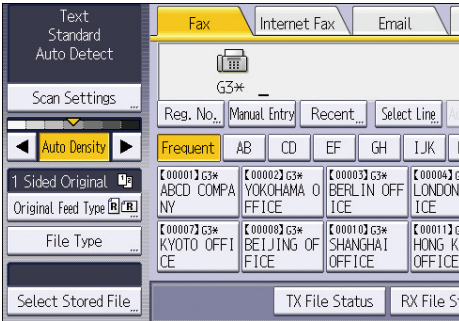 Text
Standard
Auto Detect
Scan Settings
Auto Density
1 Sided Original
Original Feed Type
File Type
Select Stored File
Fax
Internet Fax
Email
G3* _
Reg. No.
Manual Entry
Recent
Select Line
Frequent
AB
CD
EF
GH
IJK
【00001】G3*
ABCD COMPA
NY
【00002】G3*
YOKOHAMA O
FFICE
【00003】G3*
BERLIN OFF
ICE
【00004】G
LONDON
ICE
【00007】G3*
KYOTO OFFI
CE
【00008】G3*
BEIJING OF
FICE
【00010】G3*
SHANGHAI
OFFICE
【00011】G
HONG K
OFFICE
TX File Status
RX File S